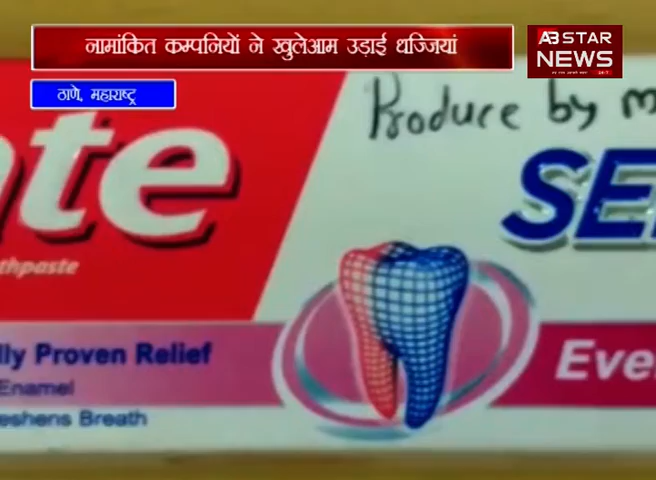 नामांकित कम्पनियों ने खुलेआम उड़ाई धज्जियां
AB STAR
NEWS
ठाणे, महाराष्ट्र
Produce by m
te
thpaste
SE
lly Proven Relief
Enamel
eshens Breath
Eve